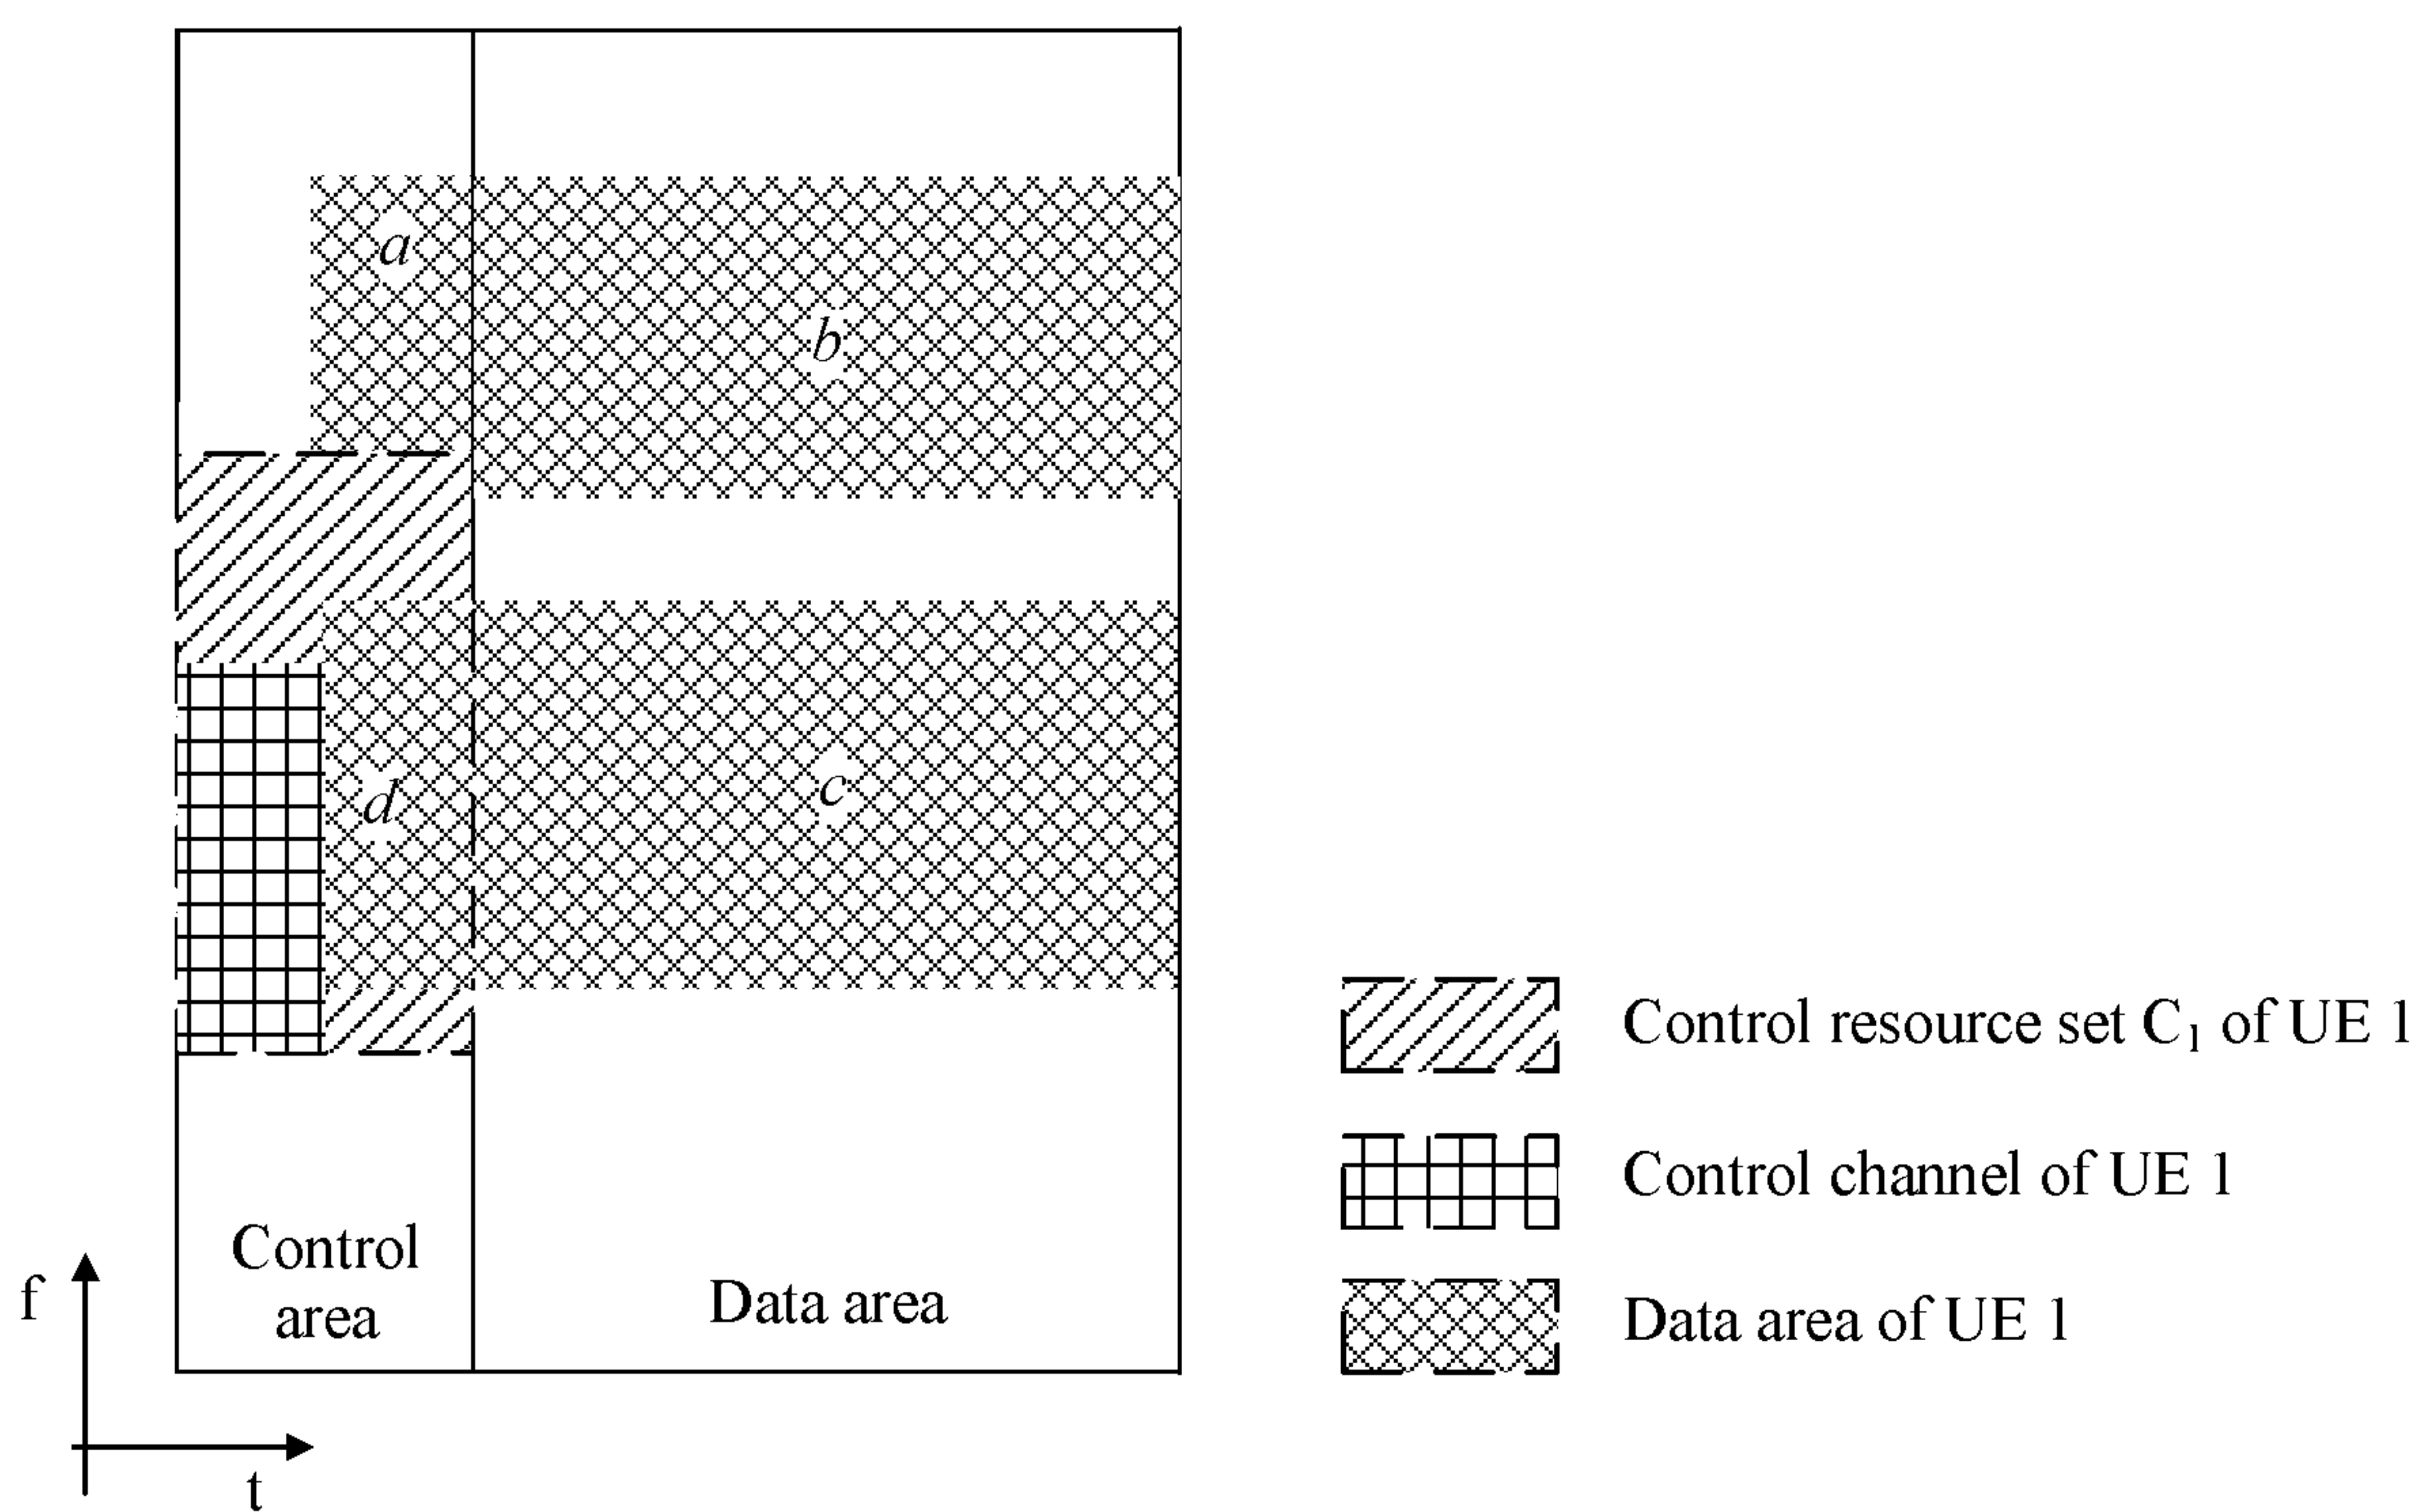 a
b
d
c
Control
area
Data area
f
t
Control resource set C₁ of UE 1
Control channel of UE 1
Data area of UE 1